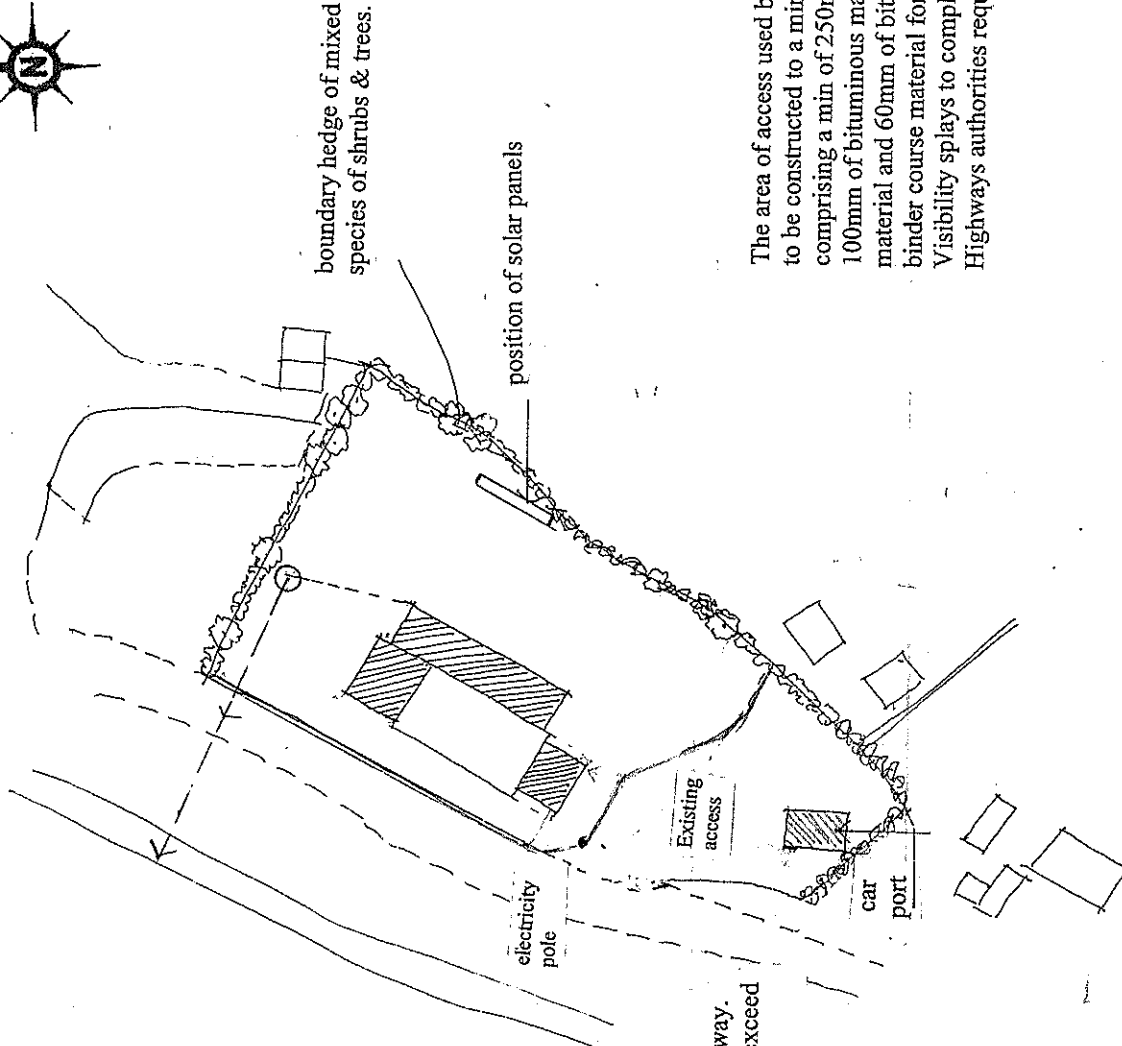 N
boundary hedge of mixed
species of shrubs & trees.
position of solar panels
The area of access used b
to be constructed to a min
comprising a min of 250m
100mm of bituminous ma
material and 60mm of bit
binder course material for
Visibility splays to compl
Highways authorities requ
Existing
access
electricity
pole
car
port
way.
exceed